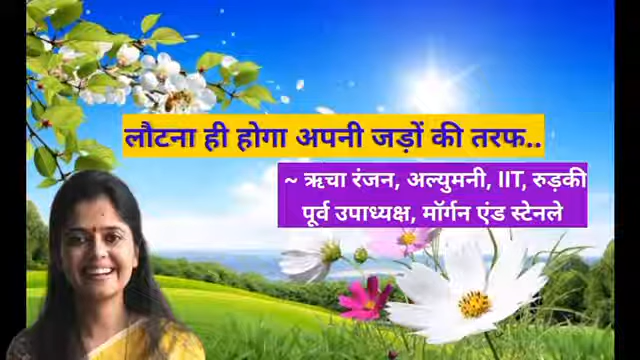 लौटना ही होगा अपनी जड़ों की तरफ..
~ ऋचा रंजन, अल्युमनी, IIT, रुड़की
पूर्व उपाध्यक्ष, मॉर्गन एंड स्टेनले